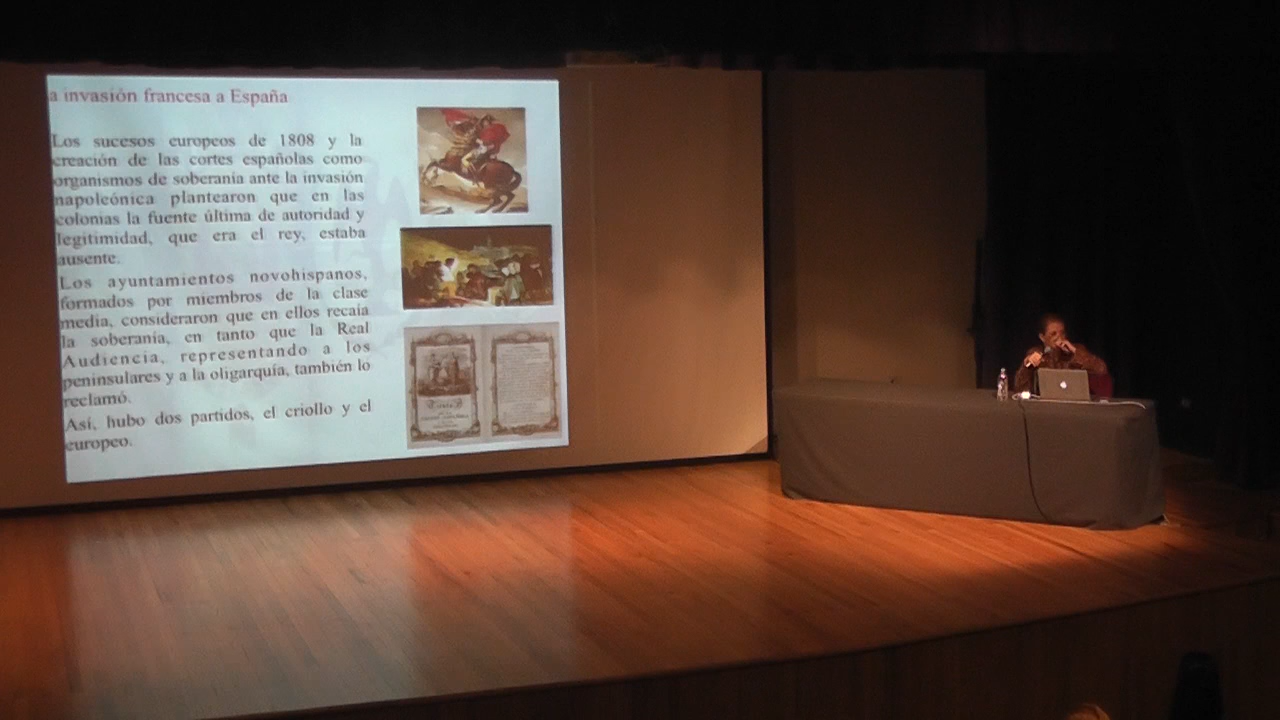 a invasión francesa a España
Los sucesos europeos de 1808 y la
creación de las cortes españolas como
organismos de soberanía ante la invasión
napoleónica plantearon que en las
colonias la fuente última de autoridad y
legitimidad, que era el rey, estaba
ausente.
Los ayuntamientos novohispanos,
formados por miembros de la clase
media, consideraron que en ellos recaía
la soberanía, en tanto que la Real
Audiencia, representando a los
peninsulares y a la oligarquía, también lo
reclamó.
Así, hubo dos partidos, el criollo y el
europeo.